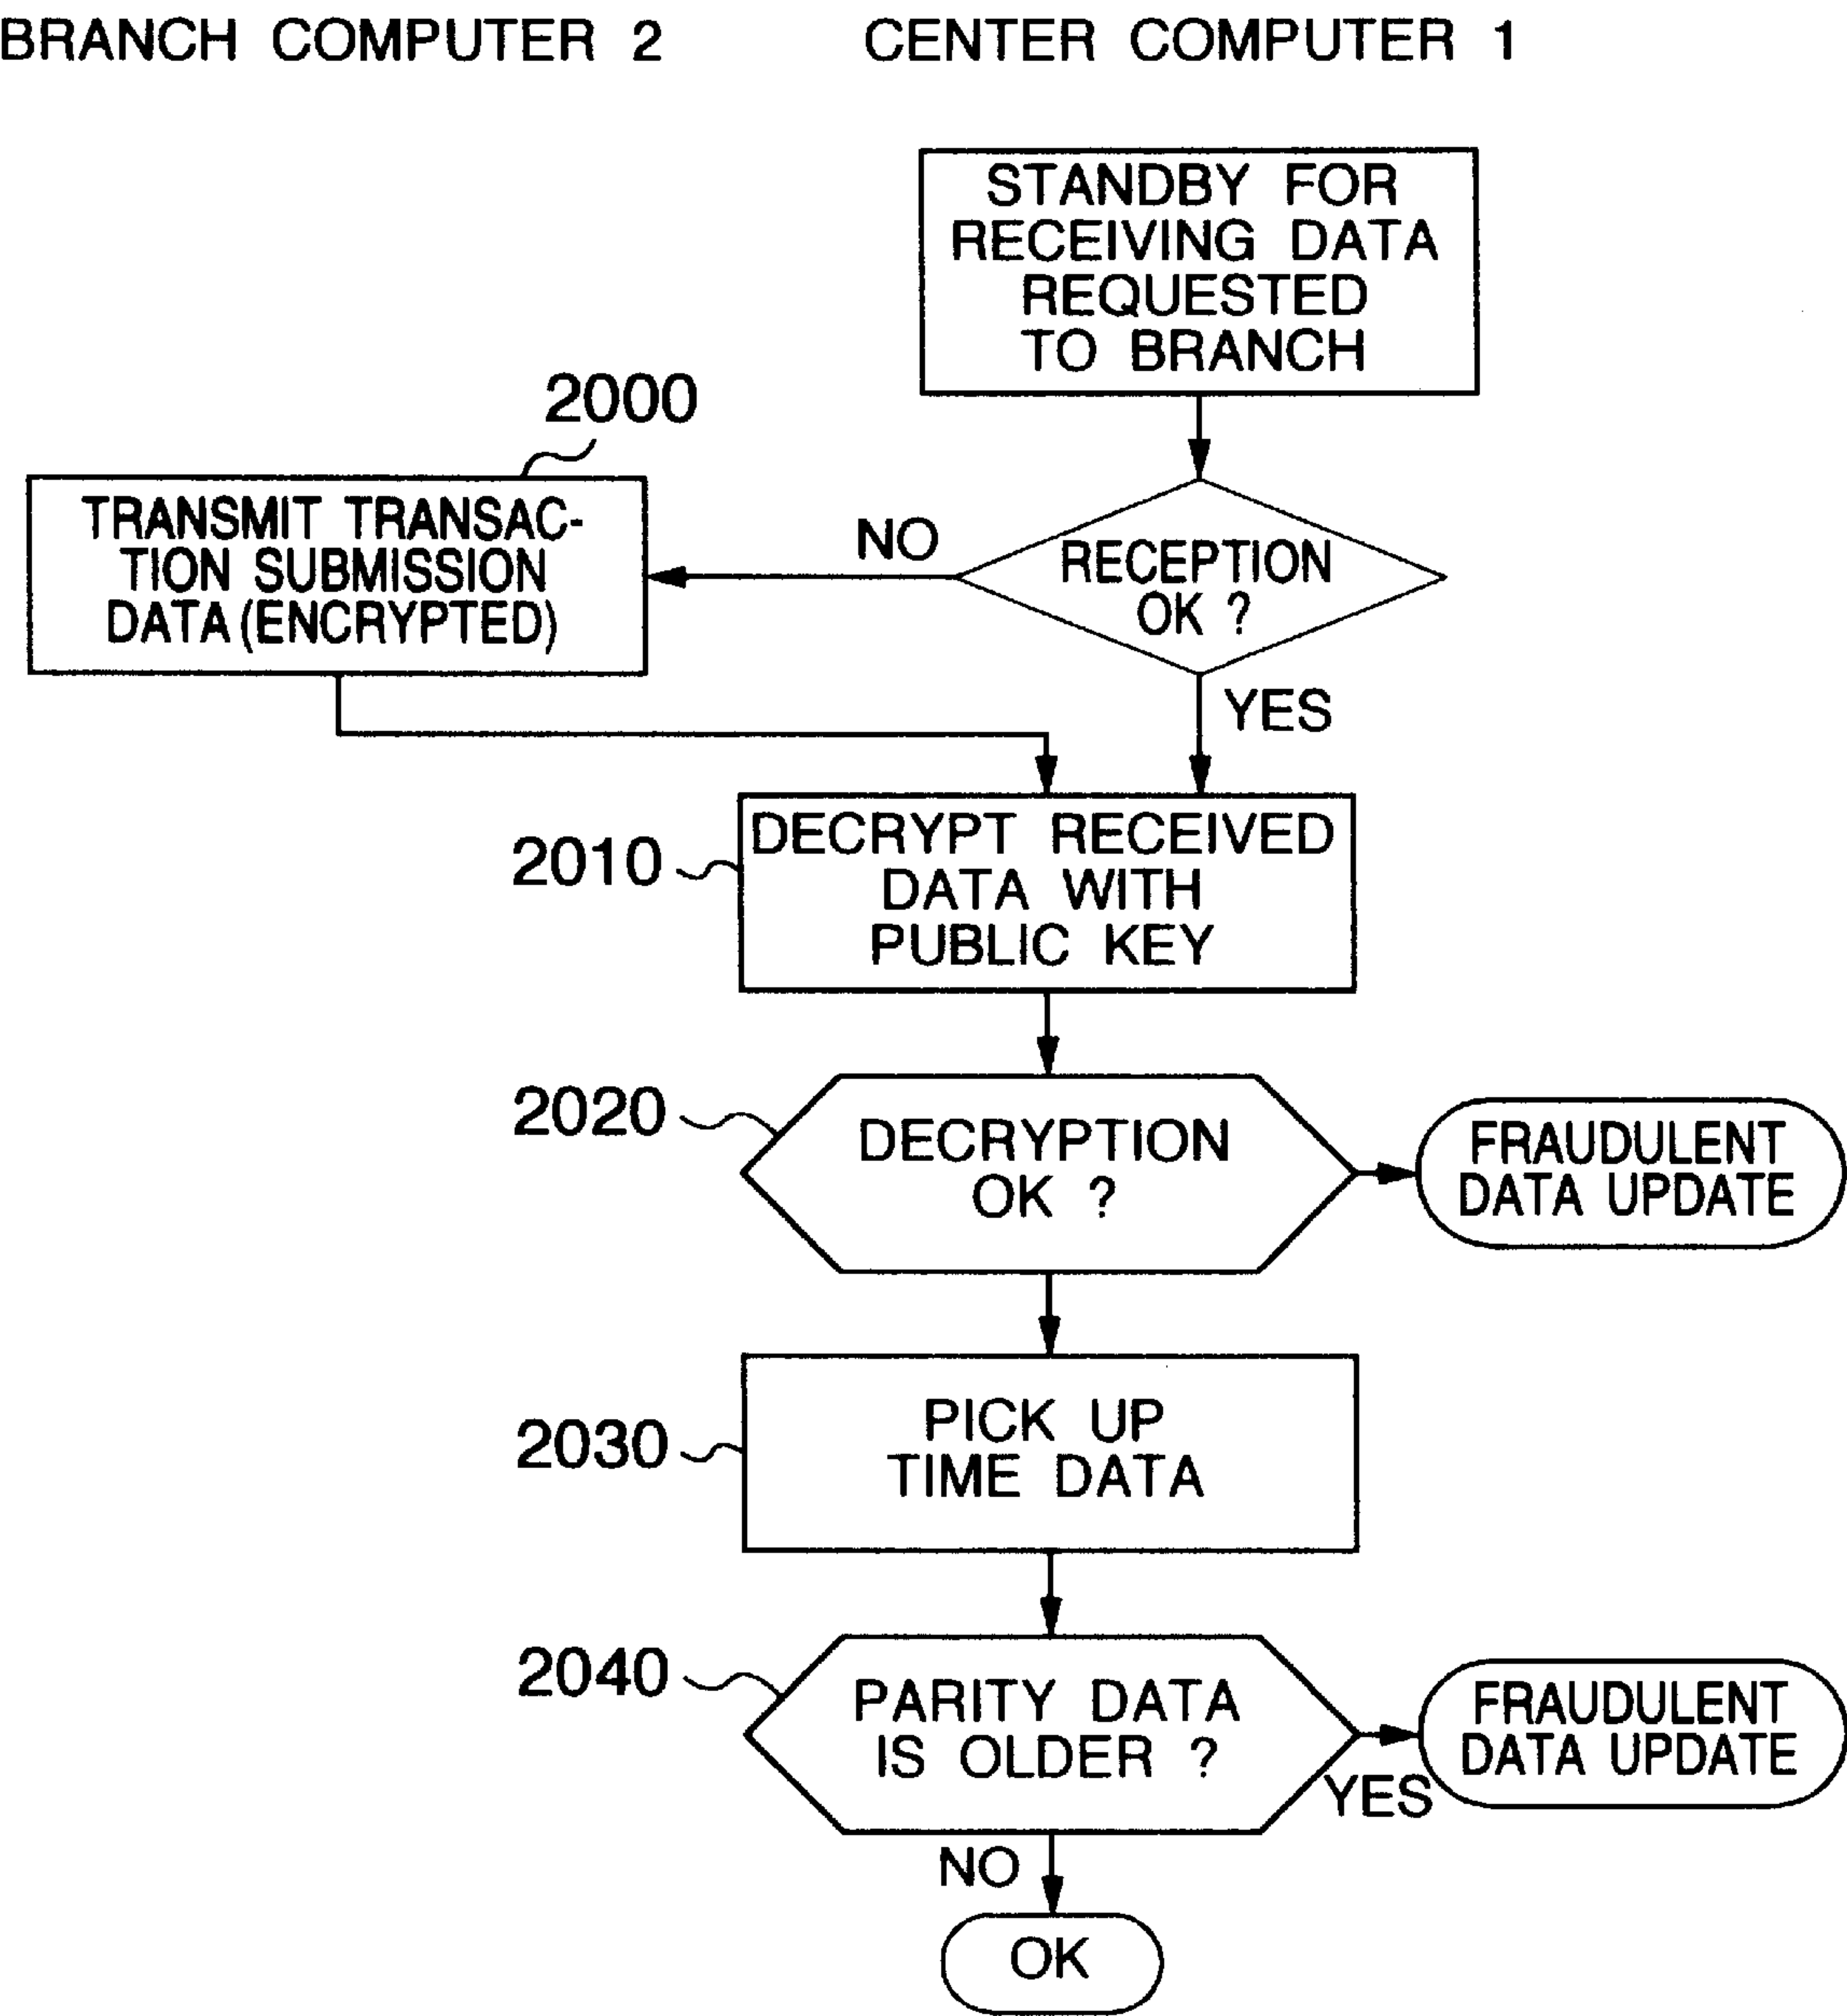 BRANCH COMPUTER 2
CENTER COMPUTER 1
STANDBY FOR
RECEIVING DATA
REQUESTED
TO BRANCH
2000
TRANSMIT TRANSAC-
TION SUBMISSION
DATA (ENCRYPTED)
NO
RECEPTION
OK ?
YES
2010
DECRYPT RECEIVED
DATA WITH
PUBLIC KEY
2020
DECRYPTION
OK ?
FRAUDULENT
DATA UPDATE
2030
PICK UP
TIME DATA
2040
PARITY DATA
IS OLDER ?
YES
FRAUDULENT
DATA UPDATE
NO
OK